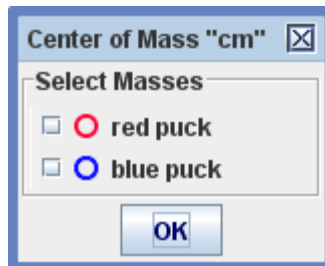 Center of Mass "cm"
Select Masses
red puck
blue puck
OK